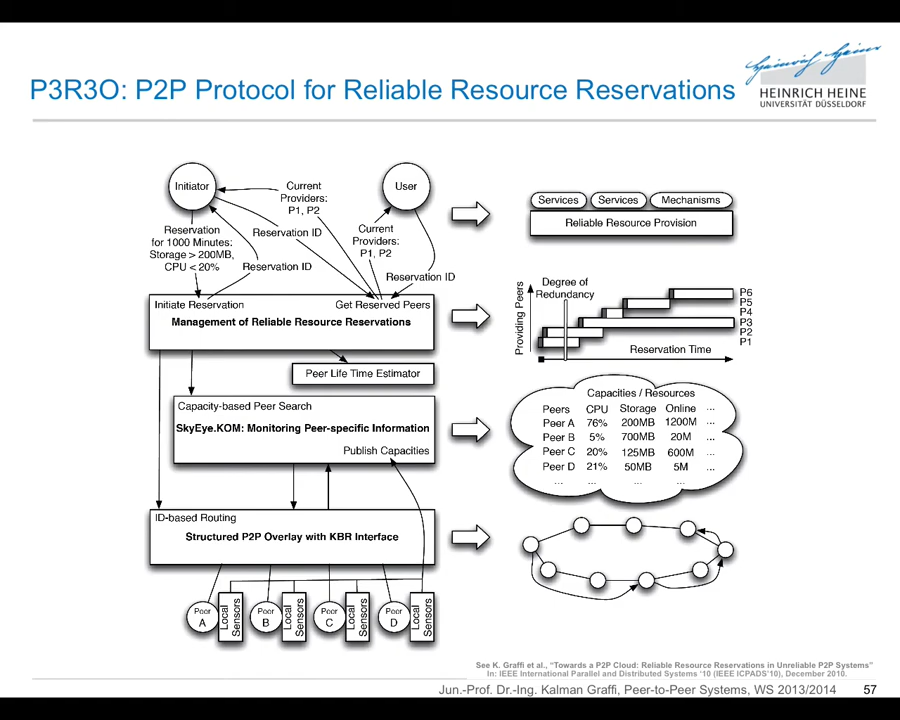 P3R3O: P2P Protocol for Reliable Resource Reservations
Heinrich Heine
HEINRICH HEINE
UNIVERSITÄT DÜSSELDORF
Initiator
Current
Providers:
P1, P2
User
Reservation
for 1000 Minutes:
Storage > 200MB,
CPU < 20%
Reservation ID
Reservation ID
Current
Providers:
P1, P2
Reservation ID
Services
Services
Mechanisms
Reliable Resource Provision
Initiate Reservation
Get Reserved Peers
Management of Reliable Resource Reservations
Providing Peers
Degree of
Redundancy
P6
P5
P4
P3
P2
P1
Reservation Time
Peer Life Time Estimator
Capacity-based Peer Search
SkyEye.KOM: Monitoring Peer-specific Information
Publish Capacities
Capacities / Resources
Peers CPU Storage Online ...
Peer A 76% 200MB 1200M ...
Peer B 5% 700MB 20M ...
Peer C 20% 125MB 600M ...
Peer D 21% 50MB 5M ...
... ... ... ...
ID-based Routing
Structured P2P Overlay with KBR Interface
Peer
A
Local
Sensors
Peer
B
Local
Sensors
Peer
C
Local
Sensors
Peer
D
Local
Sensors
See K. Graffi et al., "Towards a P2P Cloud: Reliable Resource Reservations in Unreliable P2P Systems"
In: IEEE International Parallel and Distributed Systems '10 (IEEE ICPADS'10), December 2010.
Jun.-Prof. Dr.-Ing. Kalman Graffi, Peer-to-Peer Systems, WS 2013/2014
57